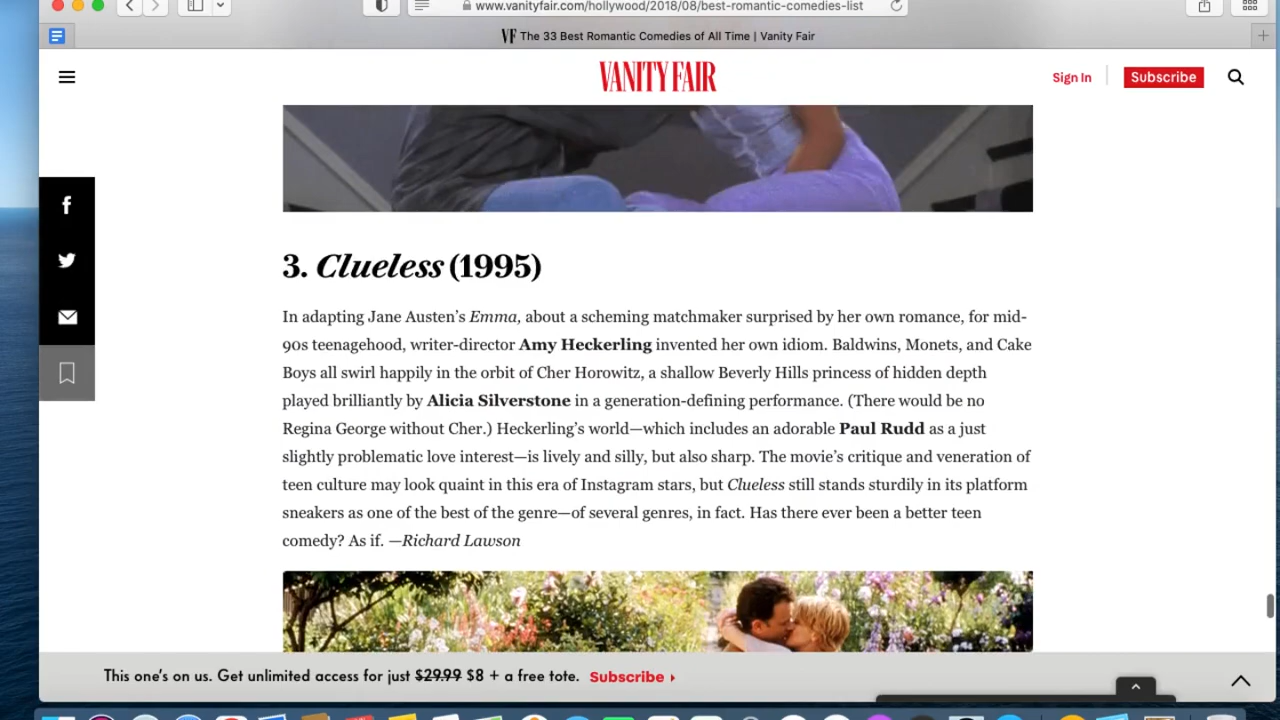 www.vanityfair.com/hollywood/2018/08/best-romantic-comedies-list
VF The 33 Best Romantic Comedies of All Time | Vanity Fair
VANITY FAIR
Sign In
Subscribe
3. Clueless (1995)
In adapting Jane Austen’s Emma, about a scheming matchmaker surprised by her own romance, for mid-
90s teenagehood, writer-director Amy Heckerling invented her own idiom. Baldwins, Monets, and Cake
Boys all swirl happily in the orbit of Cher Horowitz, a shallow Beverly Hills princess of hidden depth
played brilliantly by Alicia Silverstone in a generation-defining performance. (There would be no
Regina George without Cher.) Heckerling’s world—which includes an adorable Paul Rudd as a just
slightly problematic love interest—is lively and silly, but also sharp. The movie’s critique and veneration of
teen culture may look quaint in this era of Instagram stars, but Clueless still stands sturdily in its platform
sneakers as one of the best of the genre—of several genres, in fact. Has there ever been a better teen
comedy? As if. —Richard Lawson
This one’s on us. Get unlimited access for just $29.99 $8 + a free tote. Subscribe